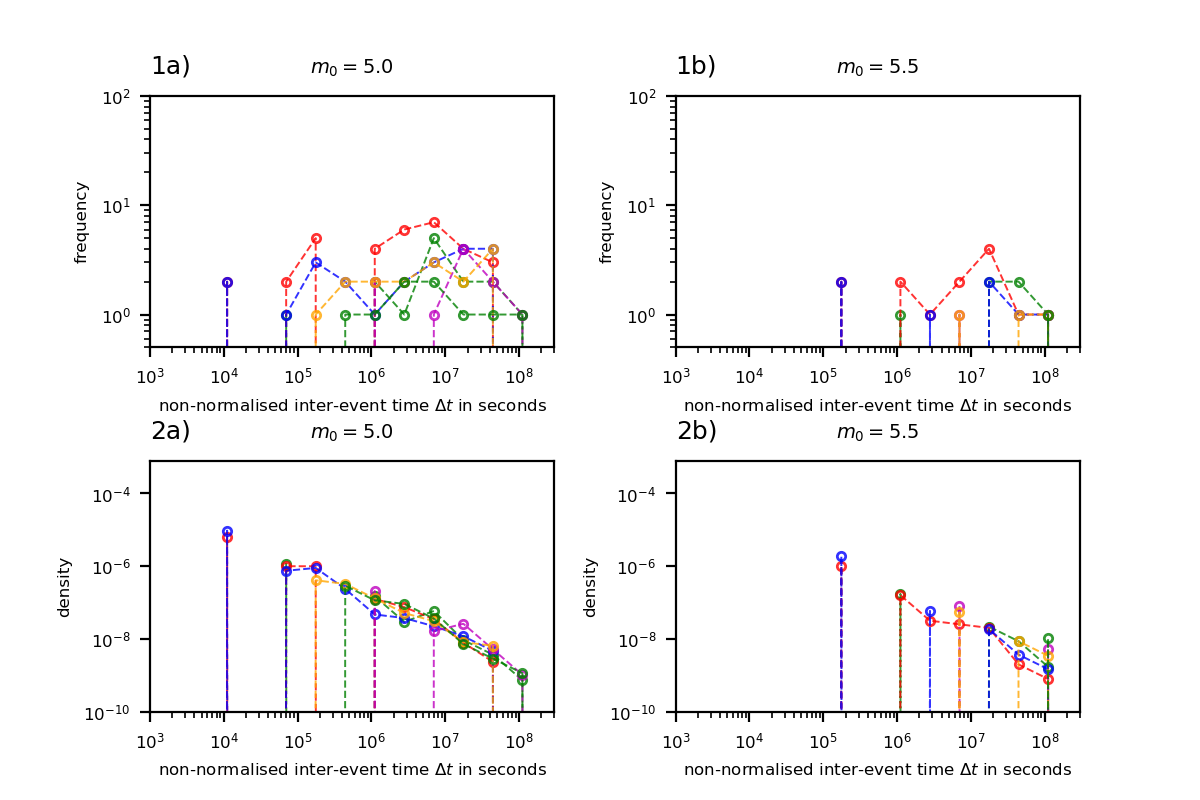 1a) m₀ = 5.0
10²
10¹
10⁰
frequency
10³ 10⁴ 10⁵ 10⁶ 10⁷ 10⁸
non-normalised inter-event time Δt in seconds
1b) m₀ = 5.5
10²
10¹
10⁰
frequency
10³ 10⁴ 10⁵ 10⁶ 10⁷ 10⁸
non-normalised inter-event time Δt in seconds
2a) m₀ = 5.0
10⁻⁴
10⁻⁶
10⁻⁸
10⁻¹⁰
density
10³ 10⁴ 10⁵ 10⁶ 10⁷ 10⁸
non-normalised inter-event time Δt in seconds
2b) m₀ = 5.5
10⁻⁴
10⁻⁶
10⁻⁸
10⁻¹⁰
density
10³ 10⁴ 10⁵ 10⁶ 10⁷ 10⁸
non-normalised inter-event time Δt in seconds